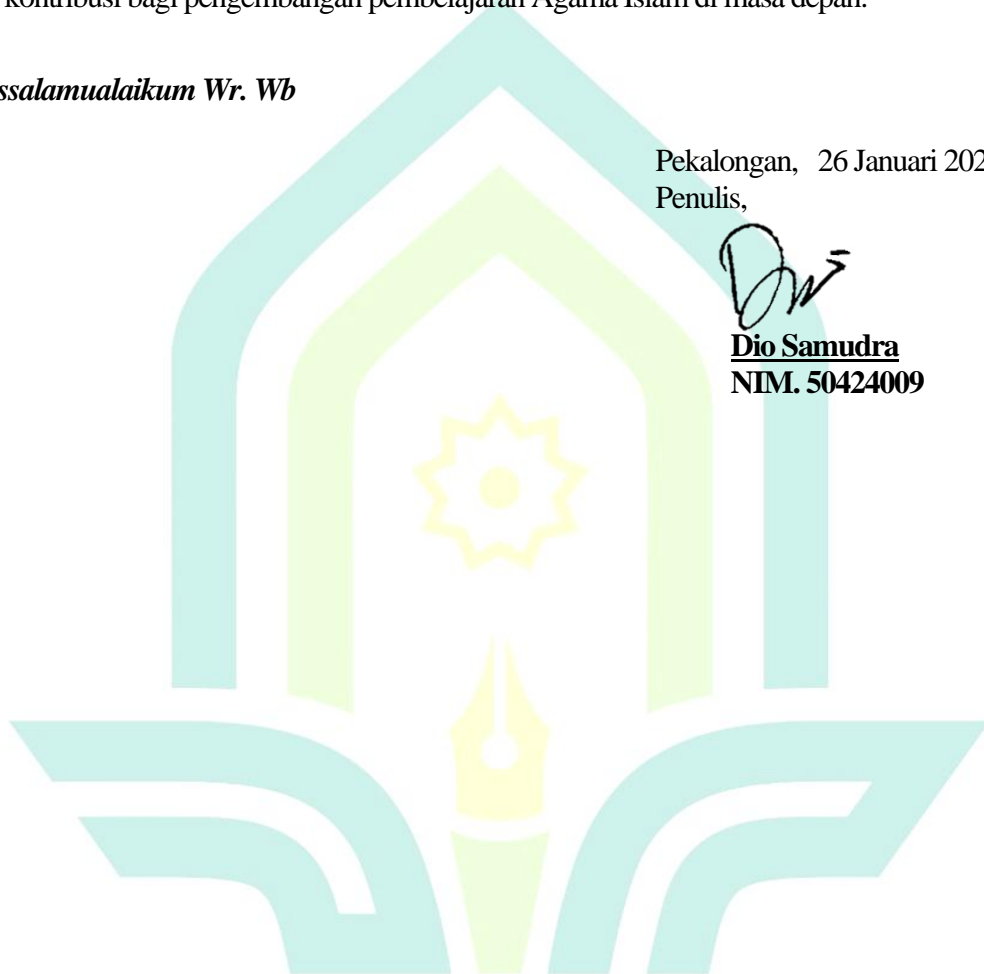 kontribusi bagi pengembangan pembelajaran Agama Islam di masa depan.
ssalamualaikum Wr. Wb
Pekalongan, 26 Januari 202
Penulis,
Dio Samudra
NIM. 50424009